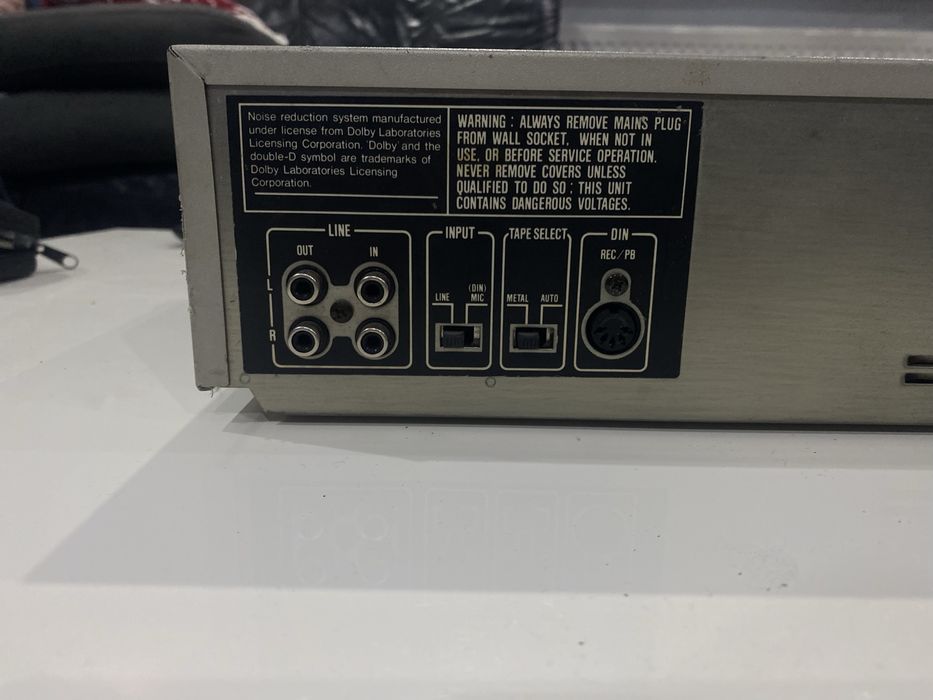 Noise reduction system manufactured
under license from Dolby Laboratories
Licensing Corporation. 'Dolby' and the
double-D symbol are trademarks of
Dolby Laboratories Licensing
Corporation.
WARNING : ALWAYS REMOVE MAINS PLUG
FROM WALL SOCKET, WHEN NOT IN
USE, OR BEFORE SERVICE OPERATION.
NEVER REMOVE COVERS UNLESS
QUALIFIED TO DO SO : THIS UNIT
CONTAINS DANGEROUS VOLTAGES.
LINE
OUT IN
L
R
INPUT
LINE (DIN) MIC
TAPE SELECT
METAL AUTO
DIN
REC/PB